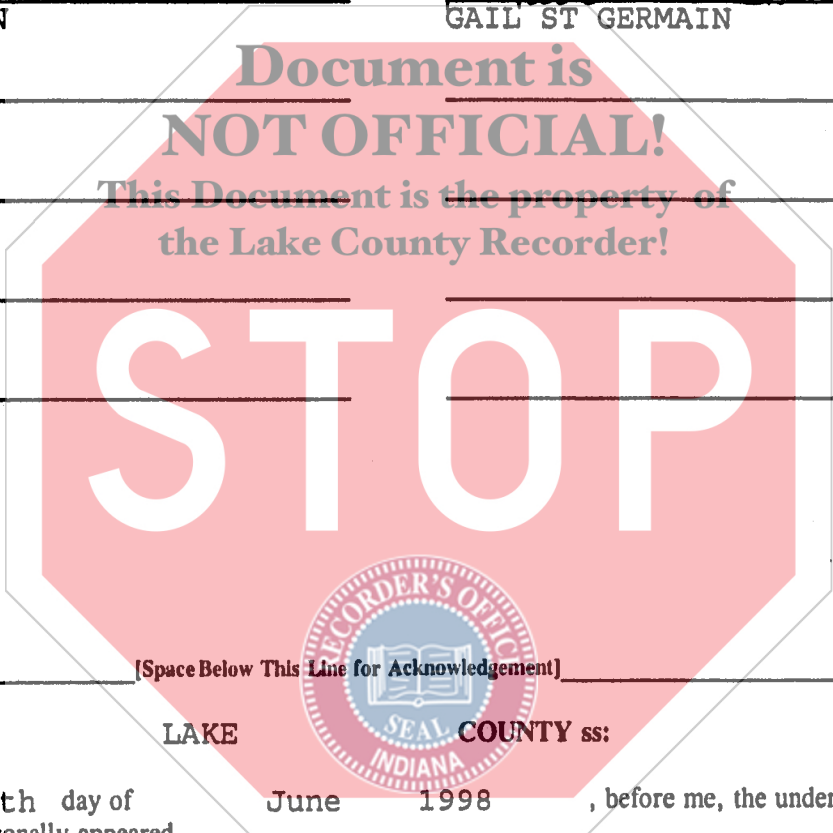 GAIL ST GERMAIN
Document is
NOT OFFICIAL!
This Document is the property of
the Lake County Recorder!
STOP
RECORDER'S OFFICE
[Space Below This Line for Acknowledgement]
SEAL
INDIANA
LAKE COUNTY ss:
th day of June 1998 , before me, the under
onally appeared